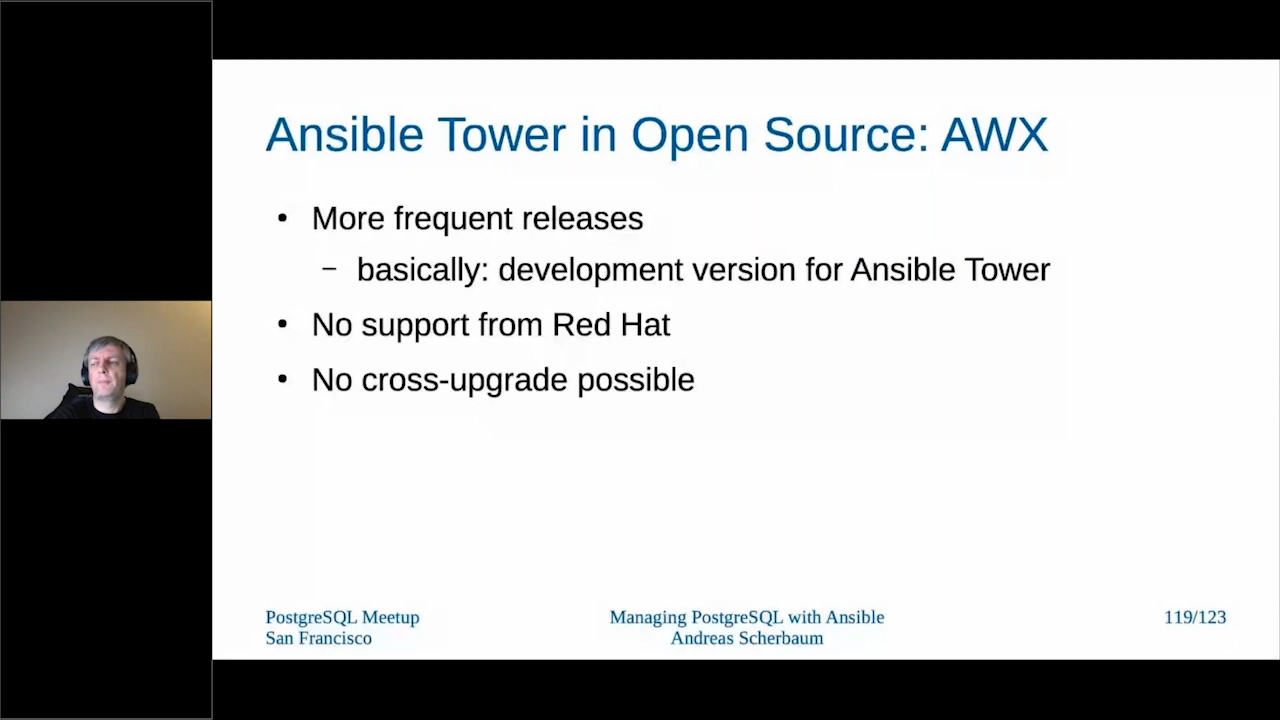 Ansible Tower in Open Source: AWX
• More frequent releases
– basically: development version for Ansible Tower
• No support from Red Hat
• No cross-upgrade possible
PostgreSQL Meetup
San Francisco
Managing PostgreSQL with Ansible
Andreas Scherbaum
119/123